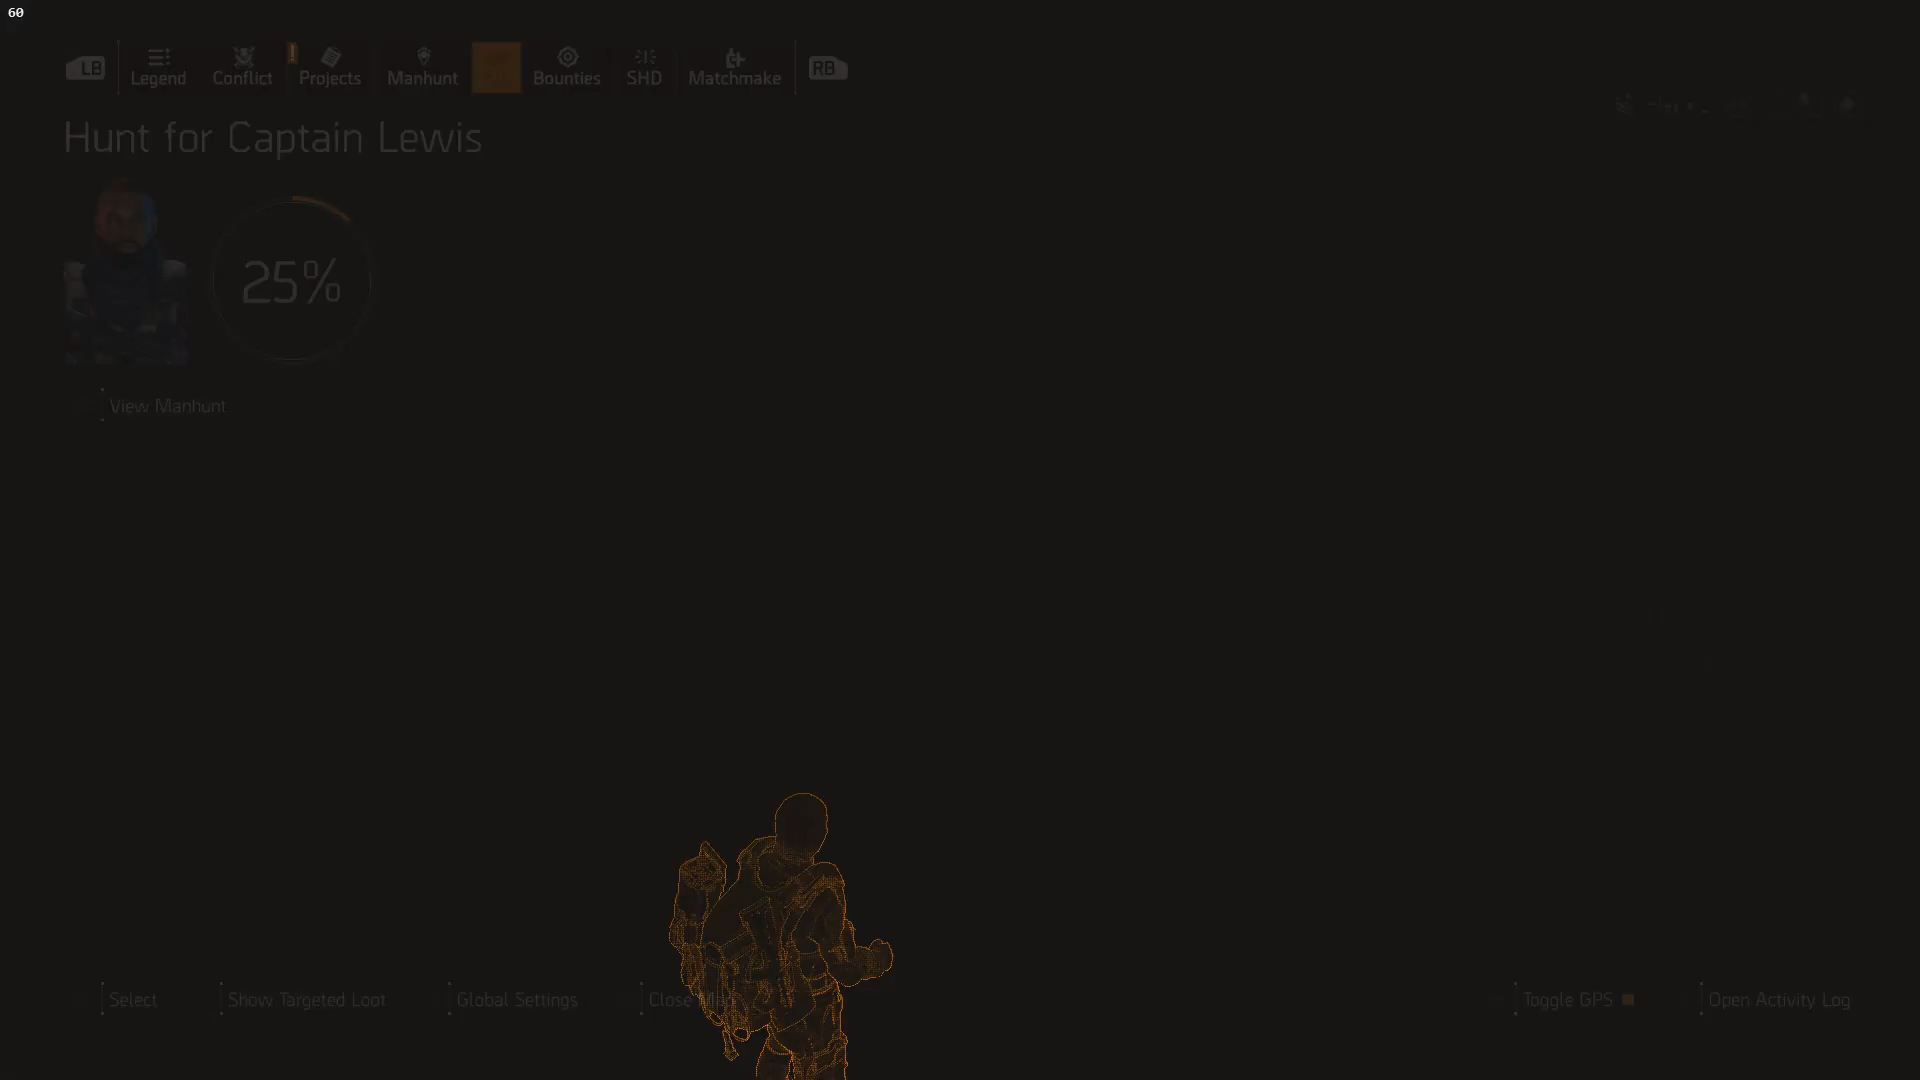 60
LB Legend Conflict Projects Manhunt Bounties SHD Matchmake RB
Hunt for Captain Lewis
25%
View Manhunt
Select Show Targeted Loot Global Settings Close Toggle GPS Open Activity Log